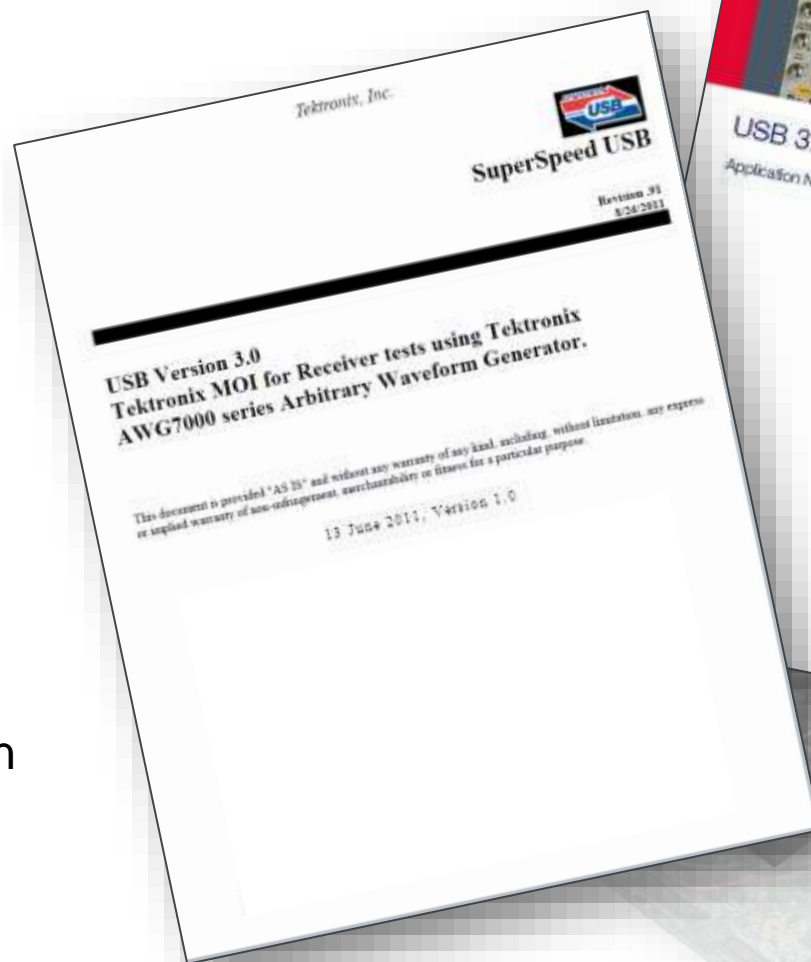 Tektronix, Inc.
USB
SuperSpeed USB
Revision .91
8/24/2011
USB Version 3.0
Tektronix MOI for Receiver tests using Tektronix
AWG7000 series Arbitrary Waveform Generator.
This document is provided "AS IS" and without any warranty of any kind, including, without limitation, any express
or implied warranty of non-infringement, merchantability or fitness for a particular purpose.
13 June 2011, Version 1.0
USB 3
Application N
n